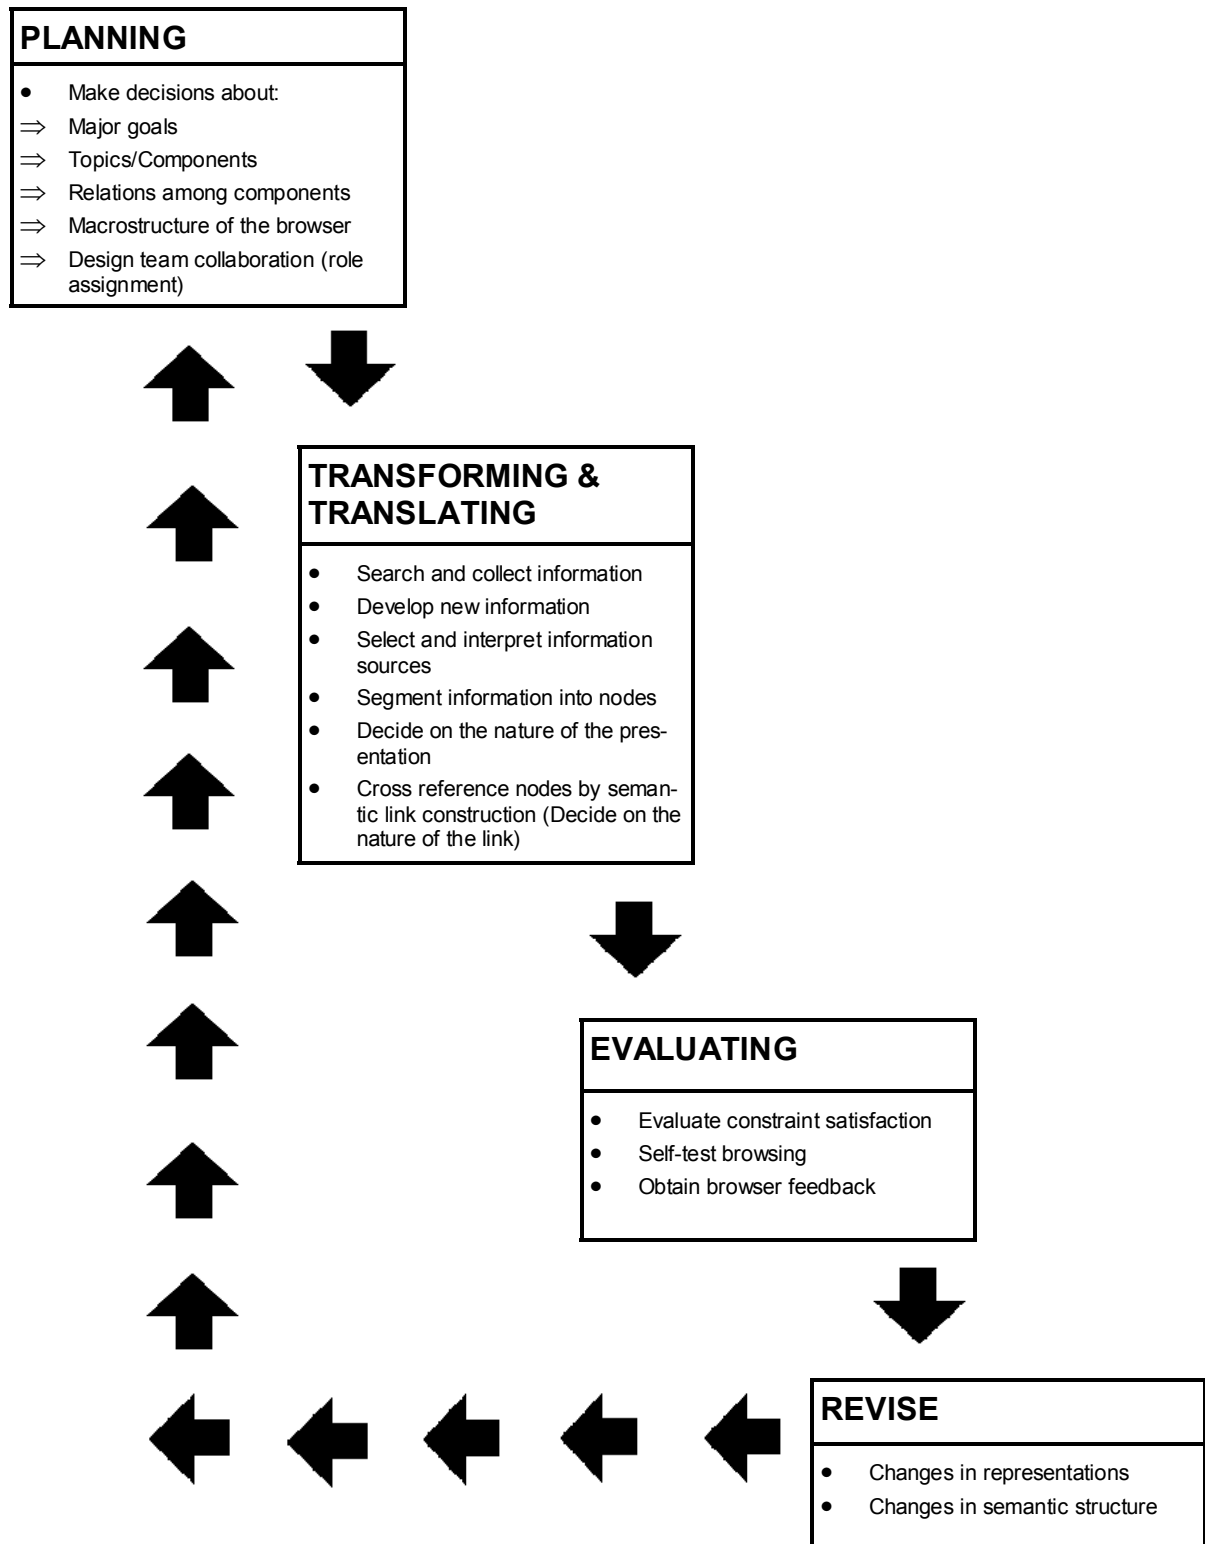 PLANNING
• Make decisions about:
⇒ Major goals
⇒ Topics/Components
⇒ Relations among components
⇒ Macrostructure of the browser
⇒ Design team collaboration (role
assignment)
TRANSFORMING &
TRANSLATING
• Search and collect information
• Develop new information
• Select and interpret information
sources
• Segment information into nodes
• Decide on the nature of the pres-
entation
• Cross reference nodes by seman-
tic link construction (Decide on the
nature of the link)
EVALUATING
• Evaluate constraint satisfaction
• Self-test browsing
• Obtain browser feedback
REVISE
• Changes in representations
• Changes in semantic structure